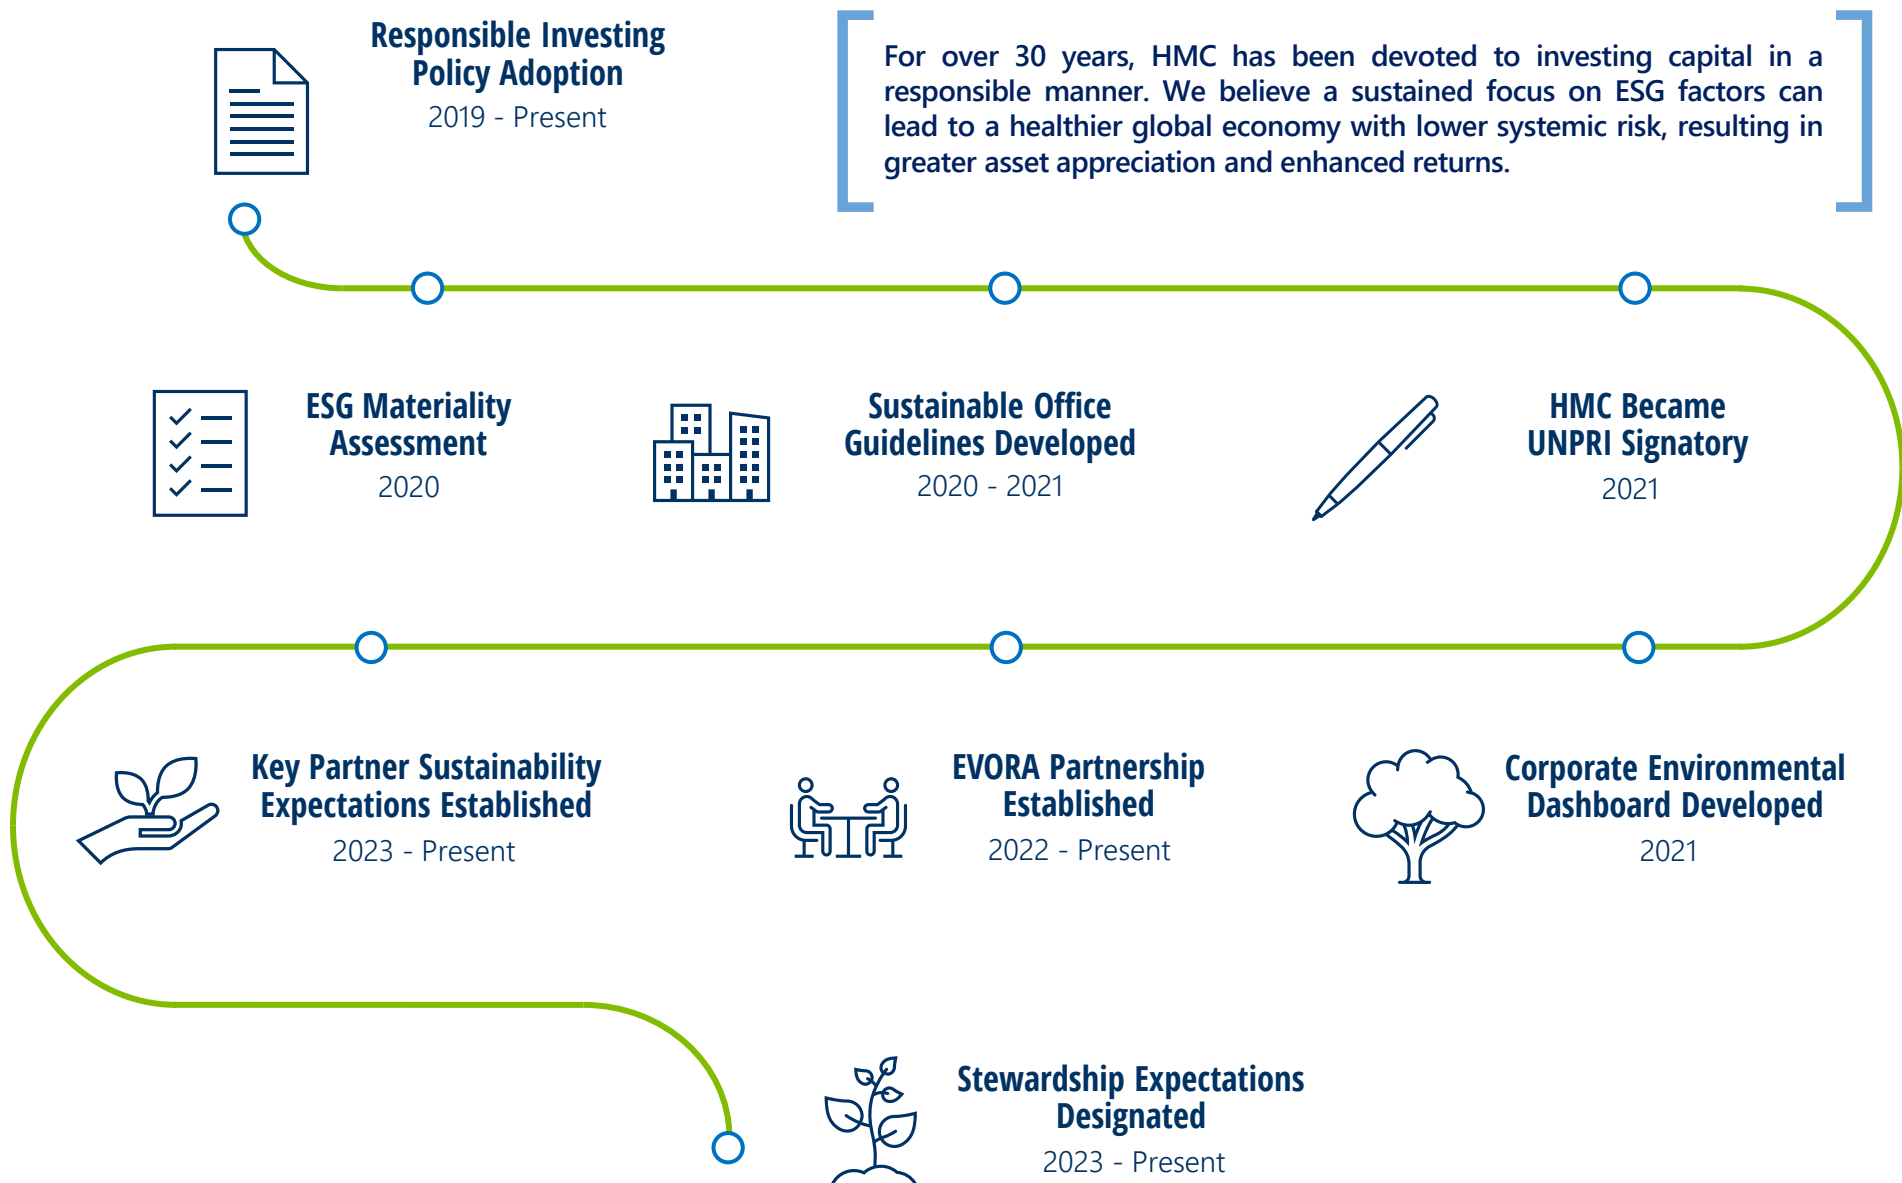 Responsible Investing
Policy Adoption
2019 - Present
For over 30 years, HMC has been devoted to investing capital in a
responsible manner. We believe a sustained focus on ESG factors can
lead to a healthier global economy with lower systemic risk, resulting in
greater asset appreciation and enhanced returns.
ESG Materiality
Assessment
2020
Sustainable Office
Guidelines Developed
2020 - 2021
HMC Became
UNPRI Signatory
2021
Key Partner Sustainability
Expectations Established
2023 - Present
EVORA Partnership
Established
2022 - Present
Corporate Environmental
Dashboard Developed
2021
Stewardship Expectations
Designated
2023 - Present